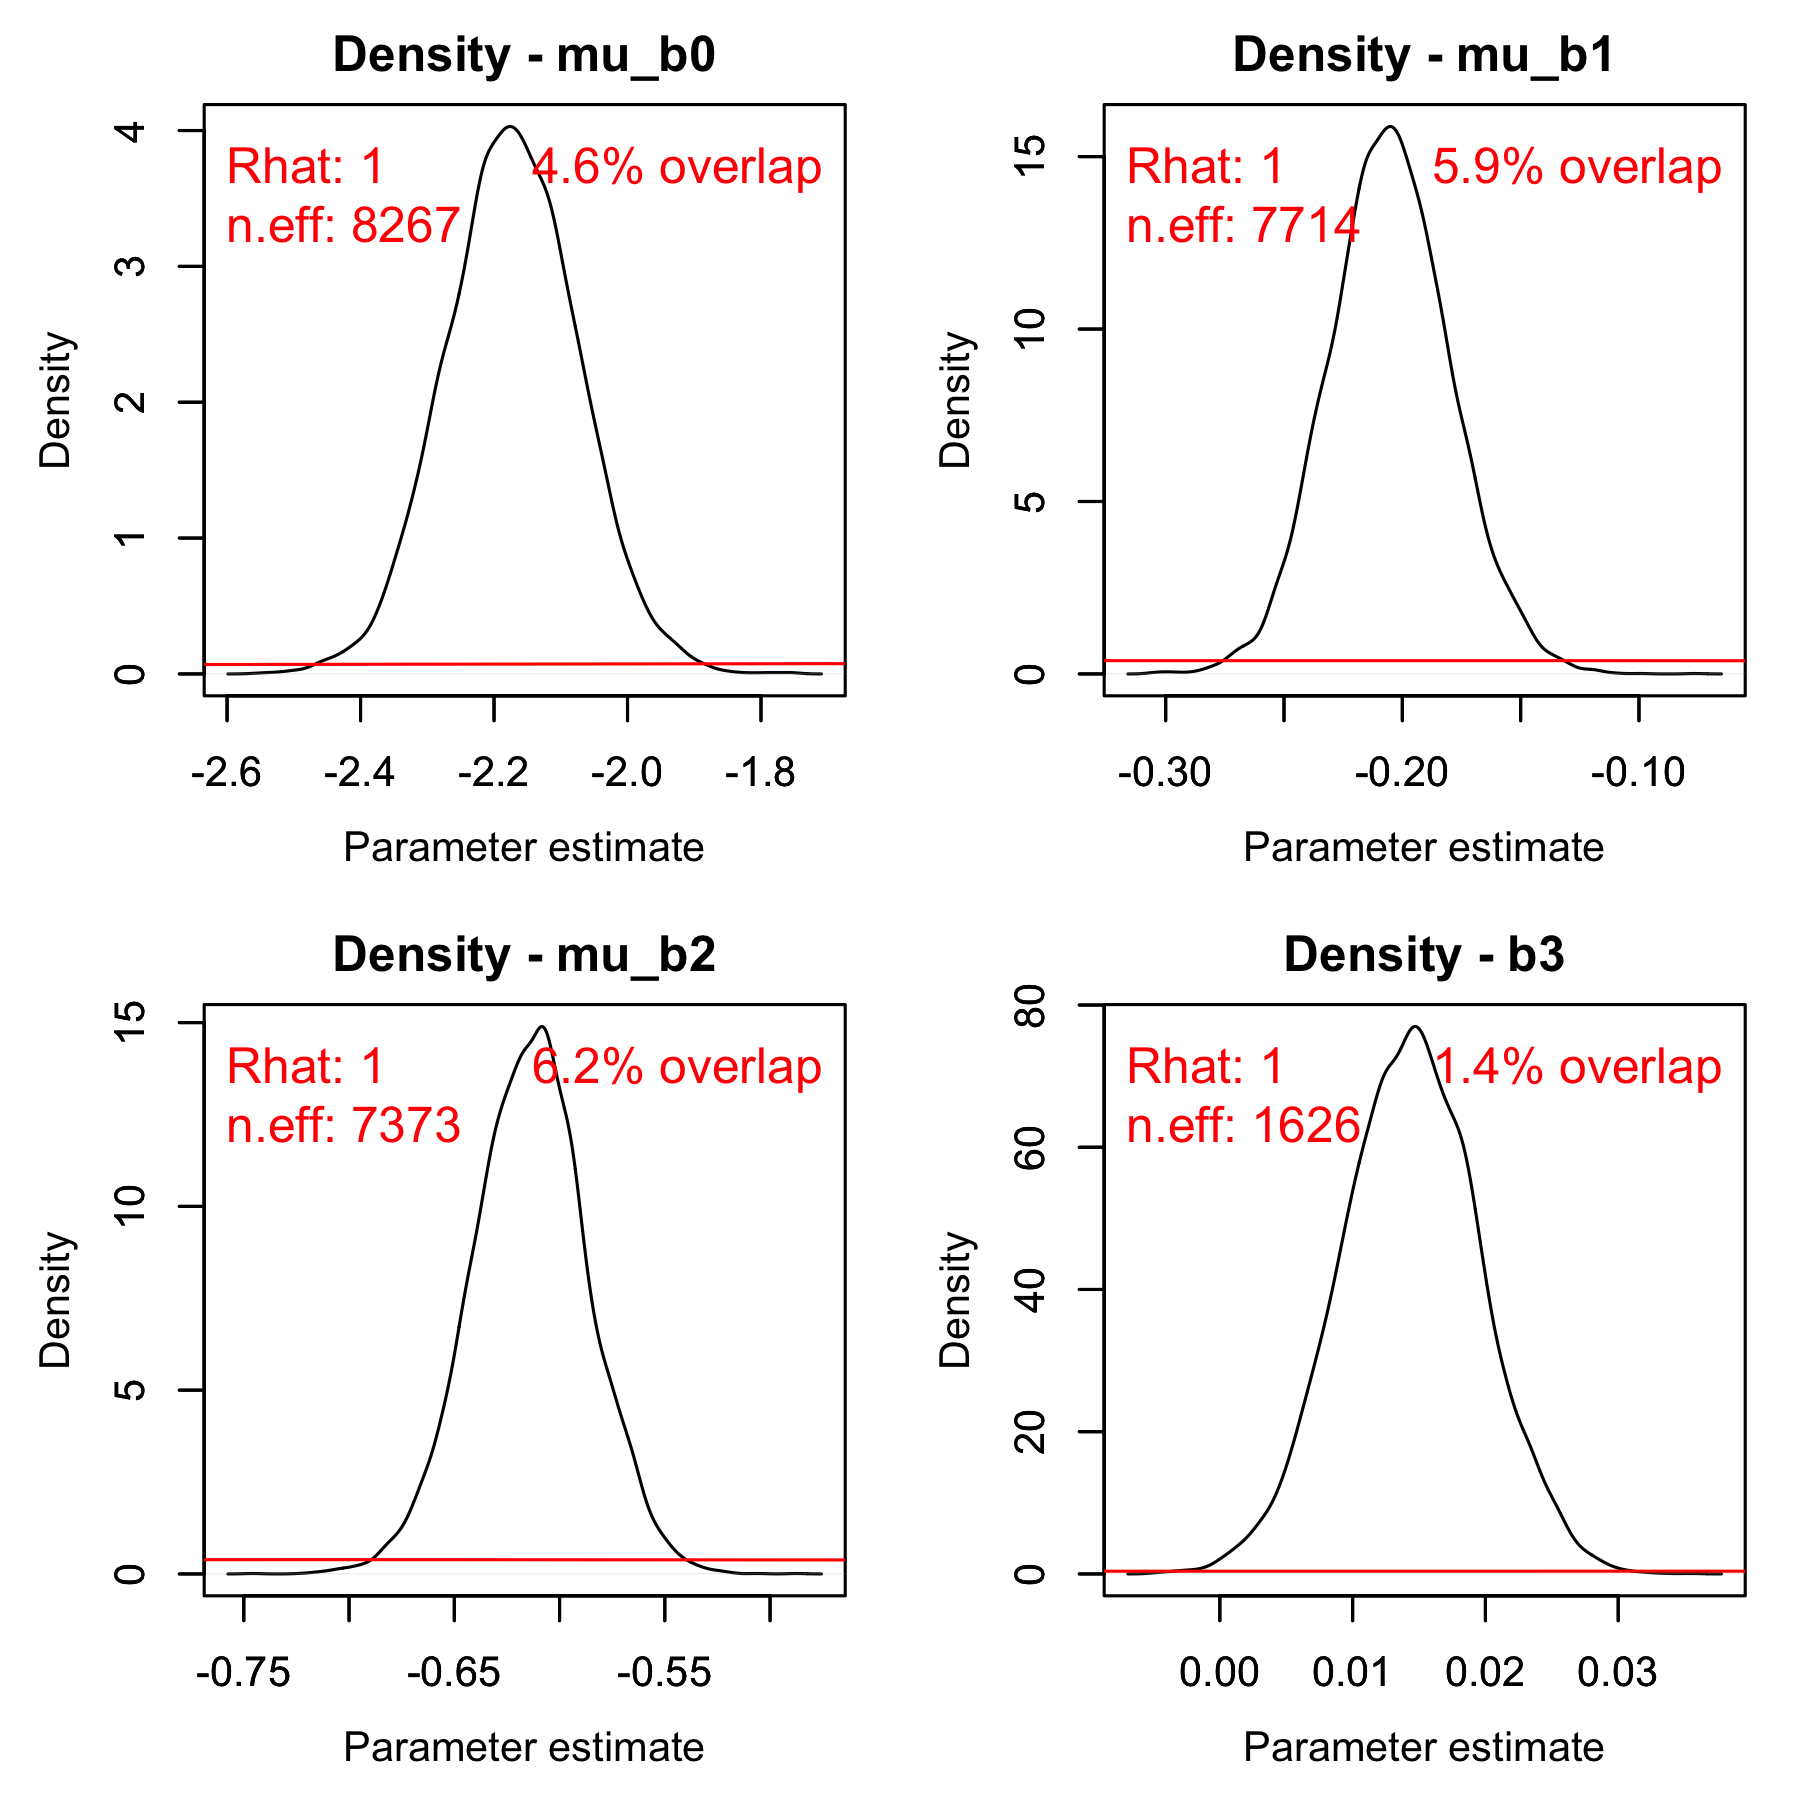 Density - mu_b0
Rhat: 1
4.6% overlap
n.eff: 8267
Density
4
3
2
1
0
-2.6 -2.4 -2.2 -2.0 -1.8
Parameter estimate
Density - mu_b1
Rhat: 1
5.9% overlap
n.eff: 7714
Density
15
10
5
0
-0.30 -0.20 -0.10
Parameter estimate
Density - mu_b2
Rhat: 1
6.2% overlap
n.eff: 7373
Density
15
10
5
0
-0.75 -0.65 -0.55
Parameter estimate
Density - b3
Rhat: 1
1.4% overlap
n.eff: 1626
Density
80
60
40
20
0
0.00 0.01 0.02 0.03
Parameter estimate